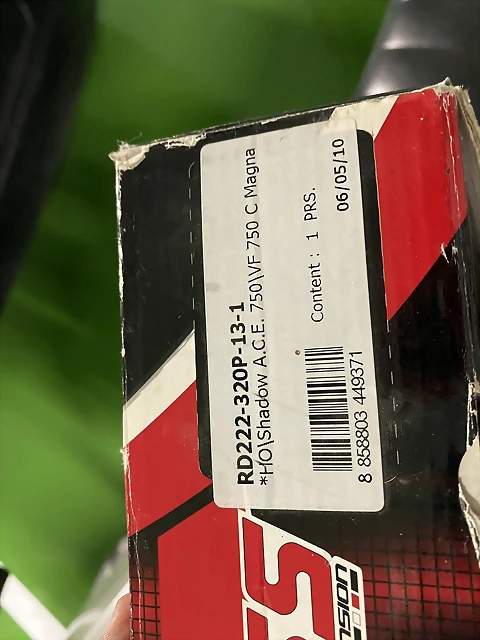 RD222-320P-13-1
*HO\Shadow A.C.E. 750\VF 750 C Magna
Content: 1 PRS.
06/05/10
8 858803 449371